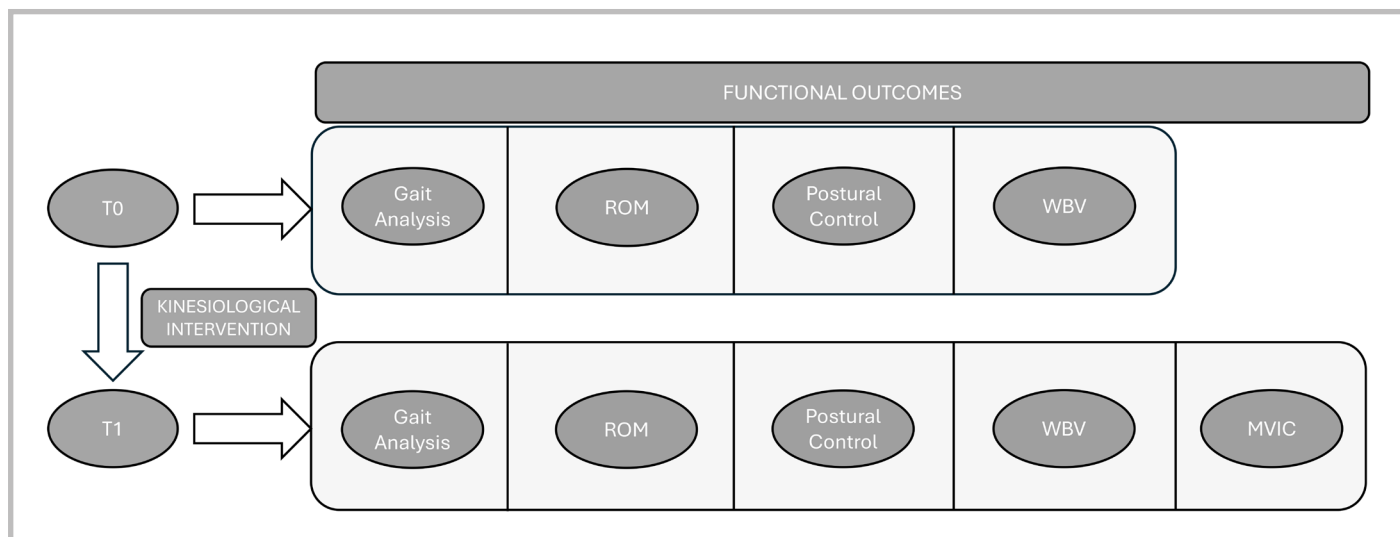 FUNCTIONAL OUTCOMES
T0
Gait
Analysis
ROM
Postural
Control
WBV
KINESIOLOGICAL
INTERVENTION
T1
Gait
Analysis
ROM
Postural
Control
WBV
MVIC